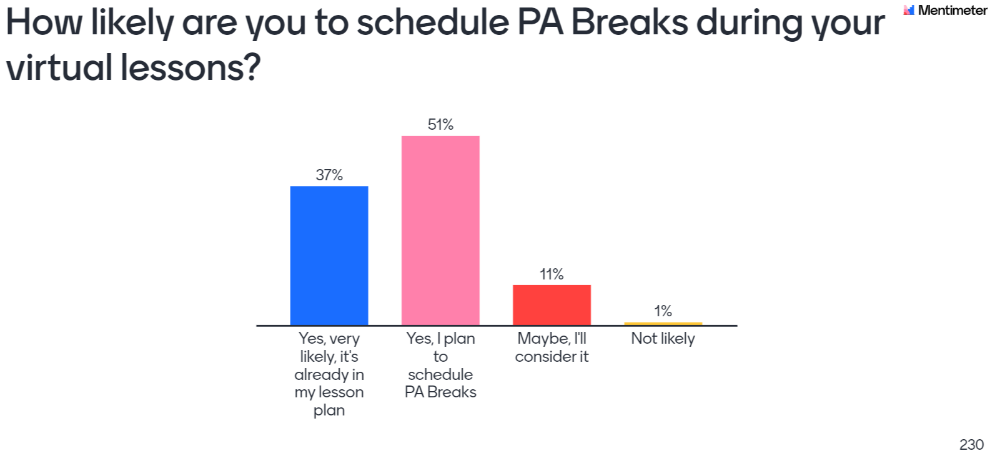 How likely are you to schedule PA Breaks during your
virtual lessons?
Mentimeter
51%
37%
11%
1%
Yes, very
likely, it's
already in
my lesson
plan
Yes, I plan
to
schedule
PA Breaks
Maybe, I'll
consider it
Not likely
230